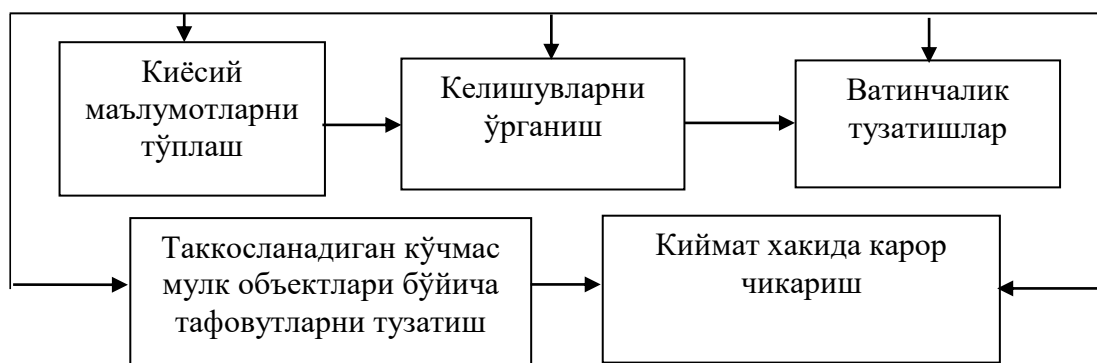 Киёсий
маълумотларни
тўплаш
Келишувларни
ўрганиш
Ватинчалик
тузатишлар
Таккосланадиган кўчмас
мулк объектлари бўйича
тафовутларни тузатиш
Киймат хакида карор
чикариш